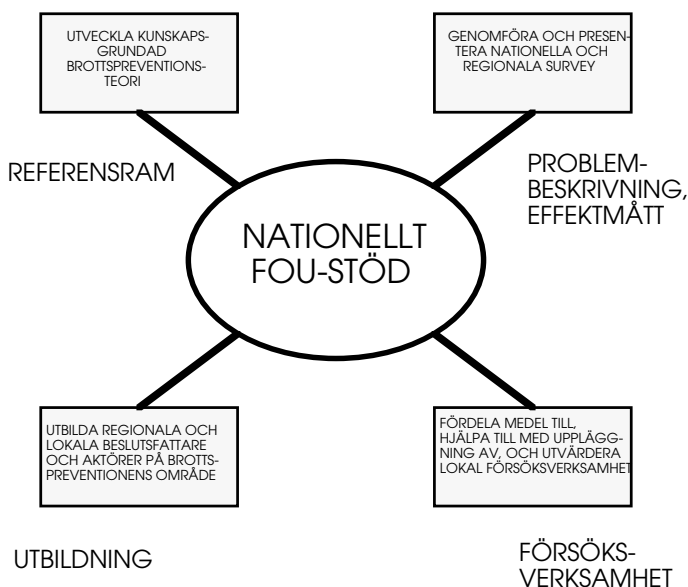 UTVECKLA KUNSKAPS-
GRUNDAD
BROTTSPREVENTIONS-
TEORI
GENOMFÖRA OCH PRESEN-
TERA NATIONELLA OCH
REGIONALA SURVEY
REFERENSRAM
PROBLEM-
BESKRIVNING,
EFFEKTMÅTT
NATIONELLT
FOU-STÖD
UTBILDA REGIONALA OCH
LOKALA BESLUTSFATTARE
OCH AKTÖRER PÅ BROTTS-
PREVENTIONENS OMRÅDE
FÖRDELA MEDEL TILL,
HJÄLPA TILL MED UPPLÄGG-
NING AV, OCH UTVÄRDERA
LOKAL FÖRSÖKSVERKSAMHET
UTBILDNING
FÖRSÖKS-
VERKSAMHET